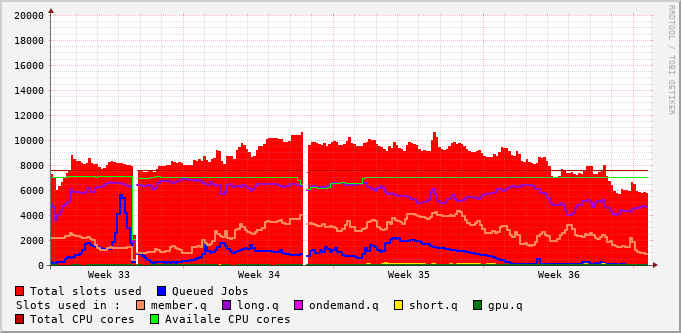 20000
18000
16000
14000
12000
10000
8000
6000
4000
2000
0
Week 33 Week 34 Week 35 Week 36
Total slots used Queued Jobs
Slots used in : member.q long.q ondemand.q short.q gpu.q
Total CPU cores Availale CPU cores
RRDTOOL / TOBI OETIKER